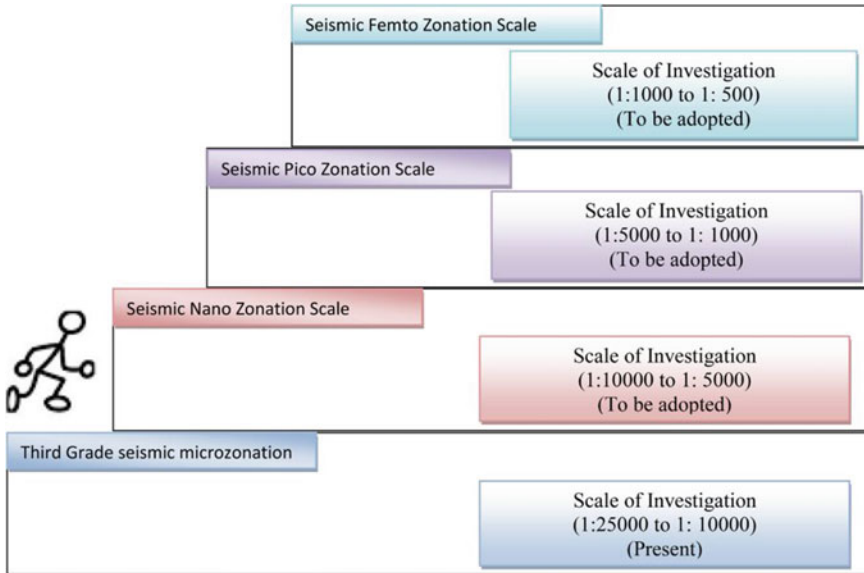 Seismic Femto Zonation Scale
Scale of Investigation
(1:1000 to 1: 500)
(To be adopted)
Seismic Pico Zonation Scale
Scale of Investigation
(1:5000 to 1: 1000)
(To be adopted)
Seismic Nano Zonation Scale
Scale of Investigation
(1:10000 to 1: 5000)
(To be adopted)
Third Grade seismic microzonation
Scale of Investigation
(1:25000 to 1: 10000)
(Present)